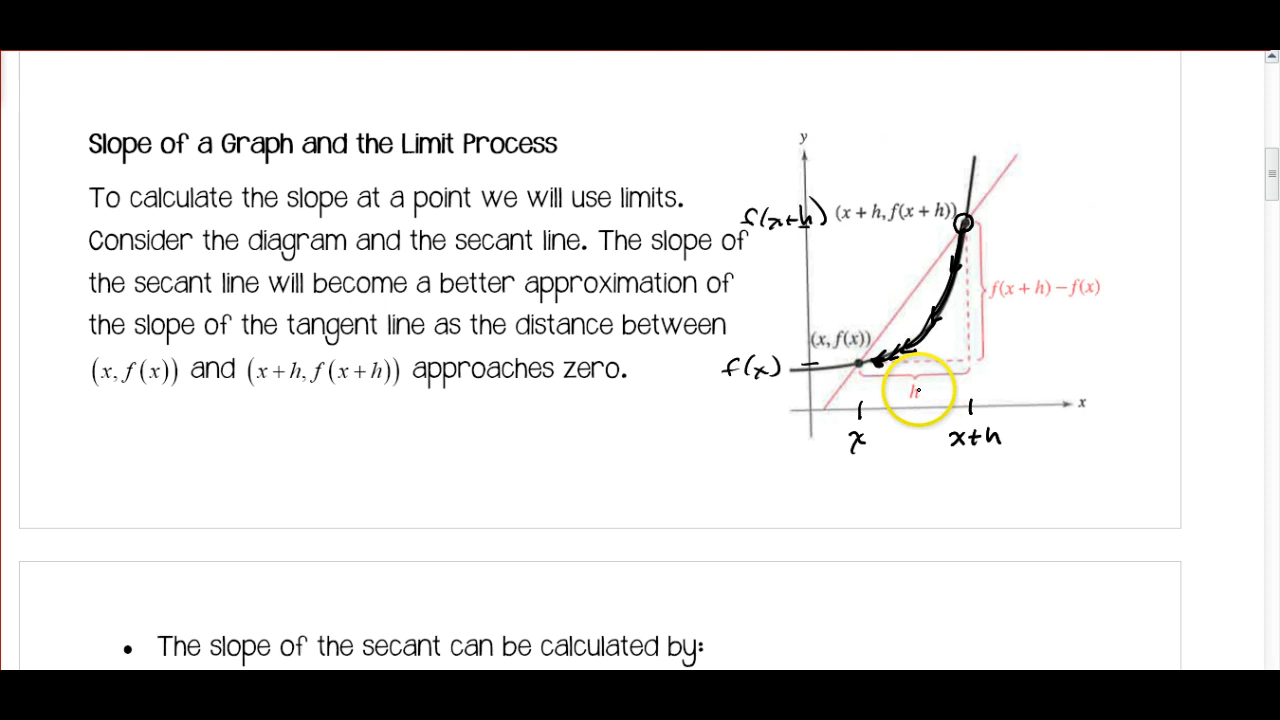 Slope of a Graph and the Limit Process
To calculate the slope at a point we will use limits.
Consider the diagram and the secant line. The slope of
the secant line will become a better approximation of
the slope of the tangent line as the distance between
(x, f(x)) and (x+h, f(x+h)) approaches zero.
y
f(x+h) (x + h, f(x + h))
f(x + h) − f(x)
(x, f(x))
f(x)
h
x
x
x+h
• The slope of the secant can be calculated by: